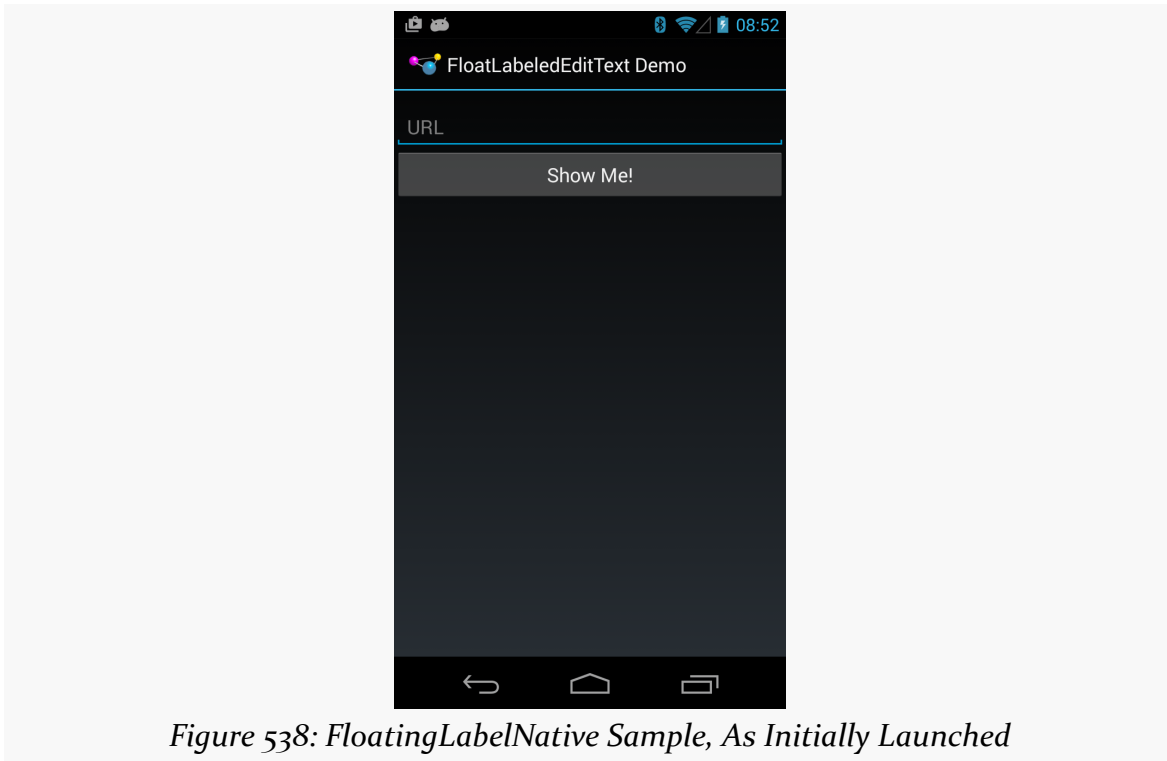 08:52
FloatLabeledEditText Demo
URL
Show Me!
Figure 538: FloatingLabelNative Sample, As Initially Launched